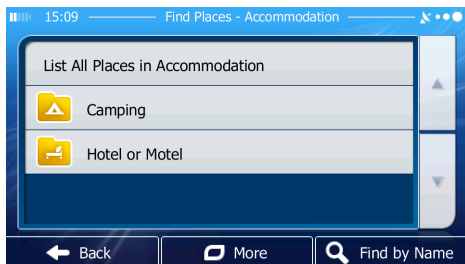 15:09 Find Places - Accommodation
List All Places in Accommodation
Camping
Hotel or Motel
Back More Find by Name